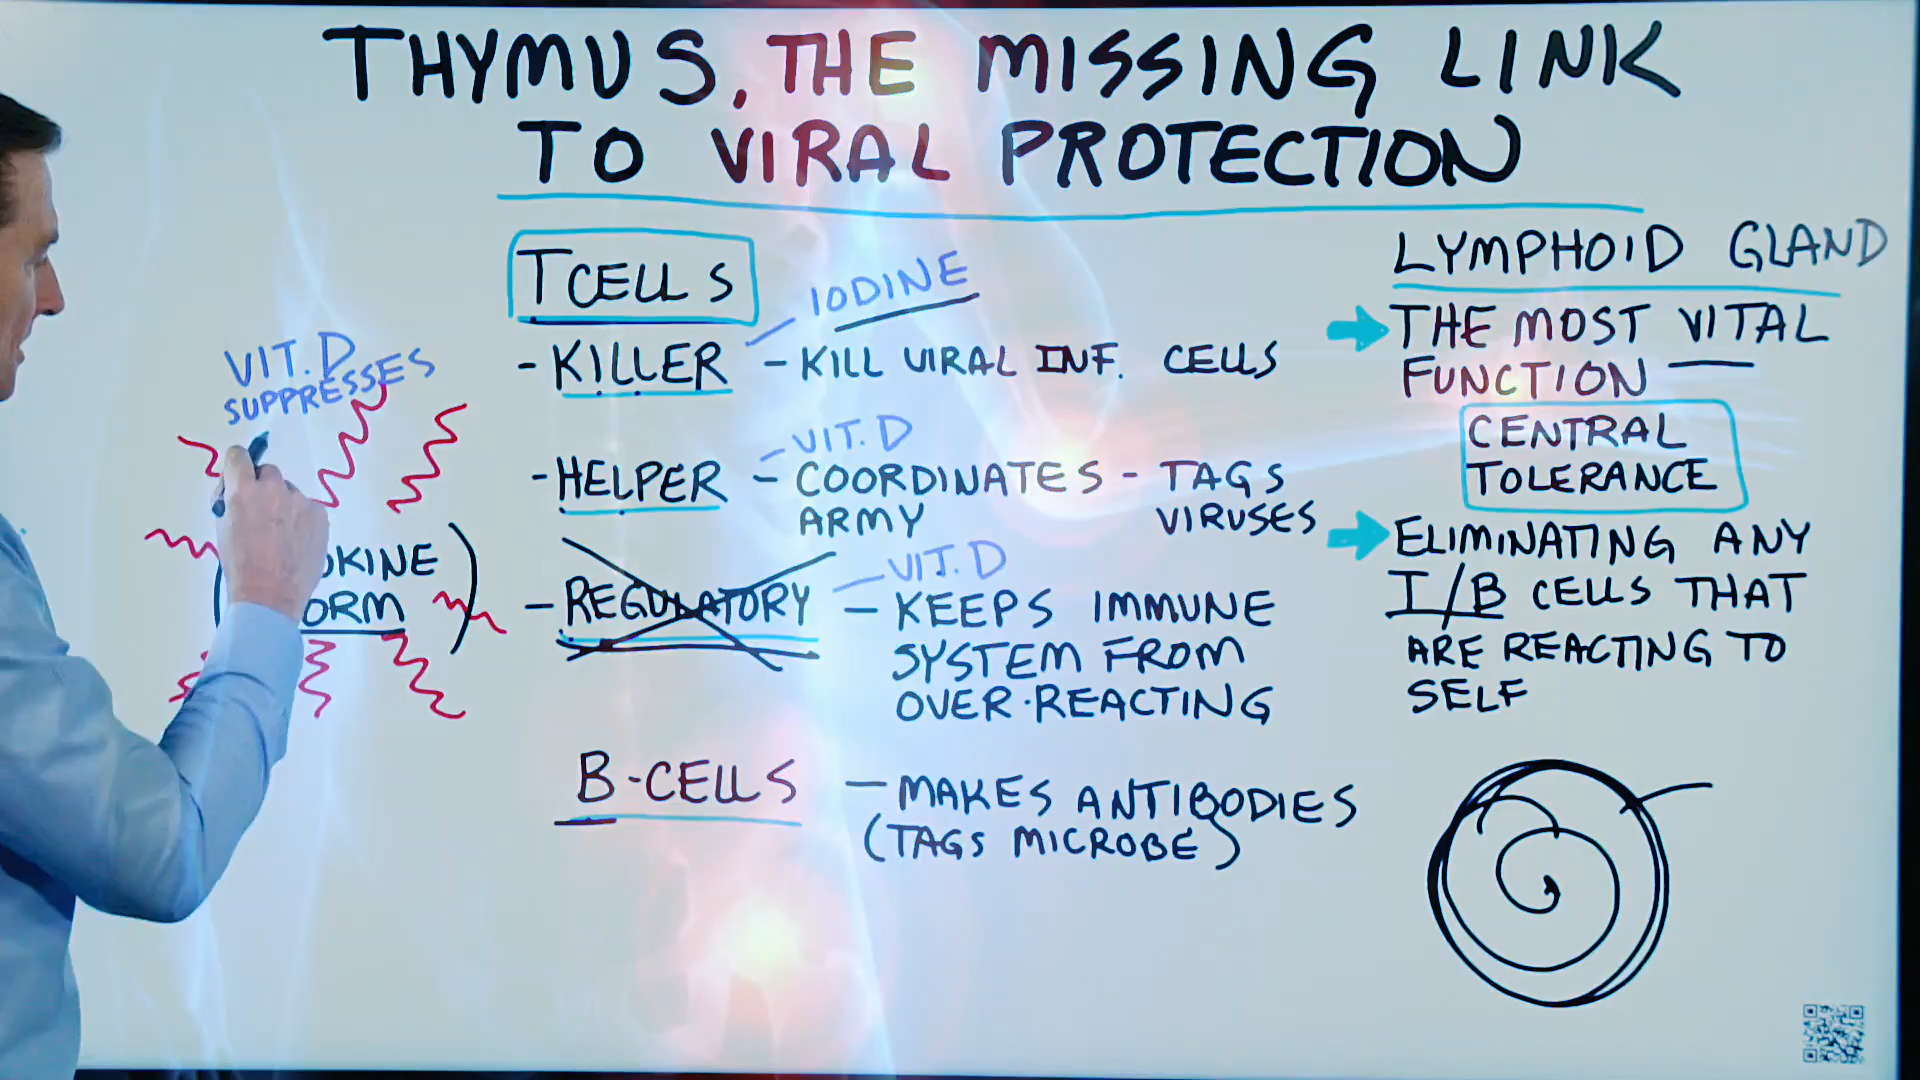 THYMUS, THE MISSING LINK
TO VIRAL PROTECTION
T CELLS
IODINE
- KILLER - KILL VIRAL INF. CELLS
VIT. D
- HELPER - COORDINATES - TAGS
ARMY VIRUSES
VIT. D
- REGULATORY - KEEPS IMMUNE
SYSTEM FROM
OVER-REACTING
B-CELLS - MAKES ANTIBODIES
(TAGS MICROBE)
VIT. D
SUPPRESSES
OKINE
ORM
LYMPHOID GLAND
THE MOST VITAL
FUNCTION —
CENTRAL
TOLERANCE
ELIMINATING ANY
T/B CELLS THAT
ARE REACTING TO
SELF